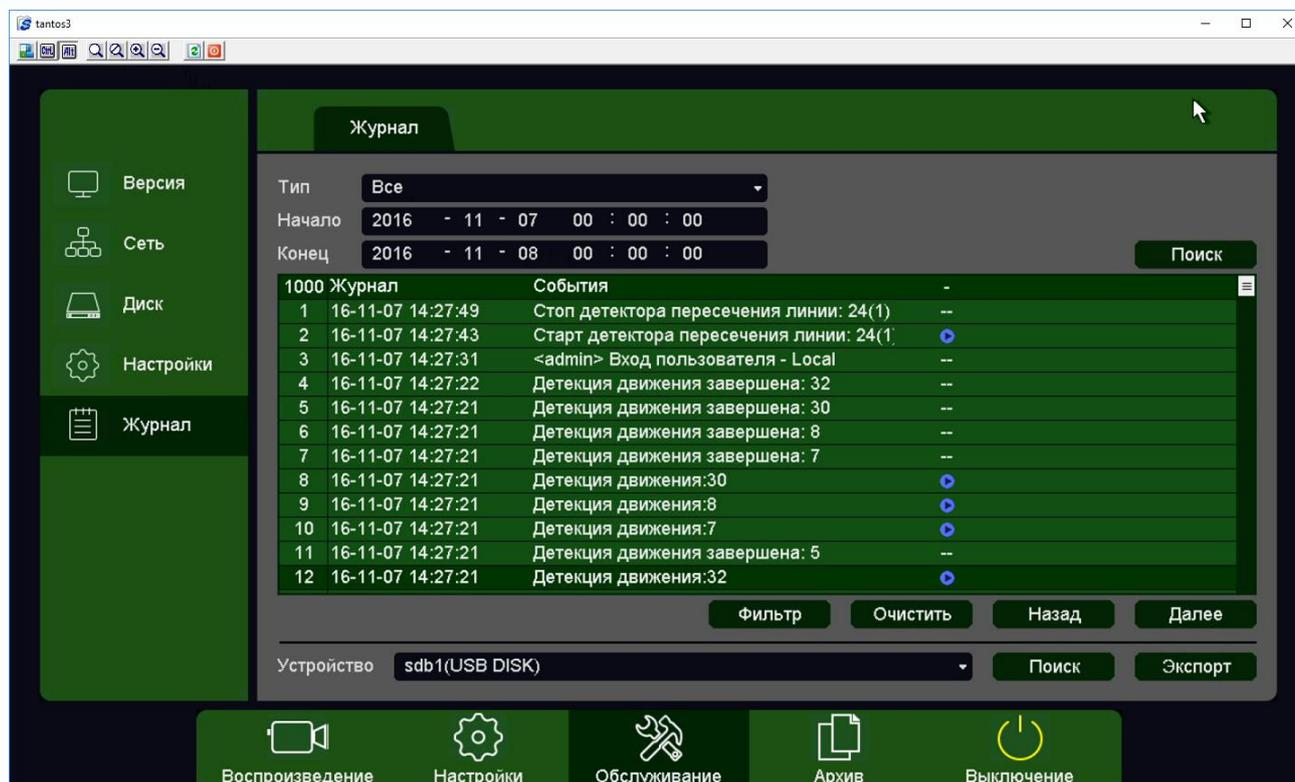 tantos3
Ctrl Alt
Журнал
Версия
Сеть
Диск
Настройки
Журнал
Тип Все
Начало 2016 - 11 - 07 00 : 00 : 00
Конец 2016 - 11 - 08 00 : 00 : 00
Поиск
1000 Журнал События -
1 16-11-07 14:27:49 Стоп детектора пересечения линии: 24(1) --
2 16-11-07 14:27:43 Старт детектора пересечения линии: 24(1
3 16-11-07 14:27:31 <admin> Вход пользователя - Local --
4 16-11-07 14:27:22 Детекция движения завершена: 32 --
5 16-11-07 14:27:21 Детекция движения завершена: 30 --
6 16-11-07 14:27:21 Детекция движения завершена: 8 --
7 16-11-07 14:27:21 Детекция движения завершена: 7 --
8 16-11-07 14:27:21 Детекция движения:30
9 16-11-07 14:27:21 Детекция движения:8
10 16-11-07 14:27:21 Детекция движения:7
11 16-11-07 14:27:21 Детекция движения завершена: 5 --
12 16-11-07 14:27:21 Детекция движения:32
Фильтр Очистить Назад Далее
Устройство sdb1(USB DISK) Поиск Экспорт
Воспроизведение Настройки Обслуживание Архив Выключение